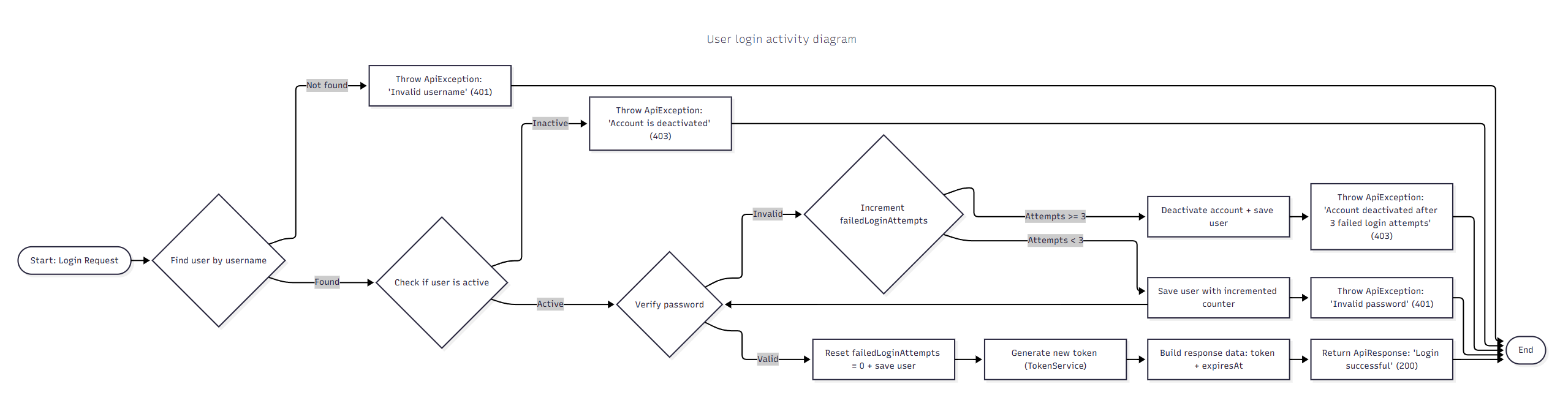 User login activity diagram
Not found
Throw ApiException:
'Invalid username' (401)
Inactive
Throw ApiException:
'Account is deactivated'
(403)
Start: Login Request
Find user by username
Found
Check if user is active
Active
Verify password
Invalid
Increment
failedLoginAttempts
Attempts >= 3
Deactivate account + save
user
Throw ApiException:
'Account deactivated after
3 failed login attempts'
(403)
Attempts < 3
Save user with incremented
counter
Throw ApiException:
'Invalid password' (401)
Valid
Reset failedLoginAttempts
= 0 + save user
Generate new token
(TokenService)
Build response data: token
+ expiresAt
Return ApiResponse: 'Login
successful' (200)
End